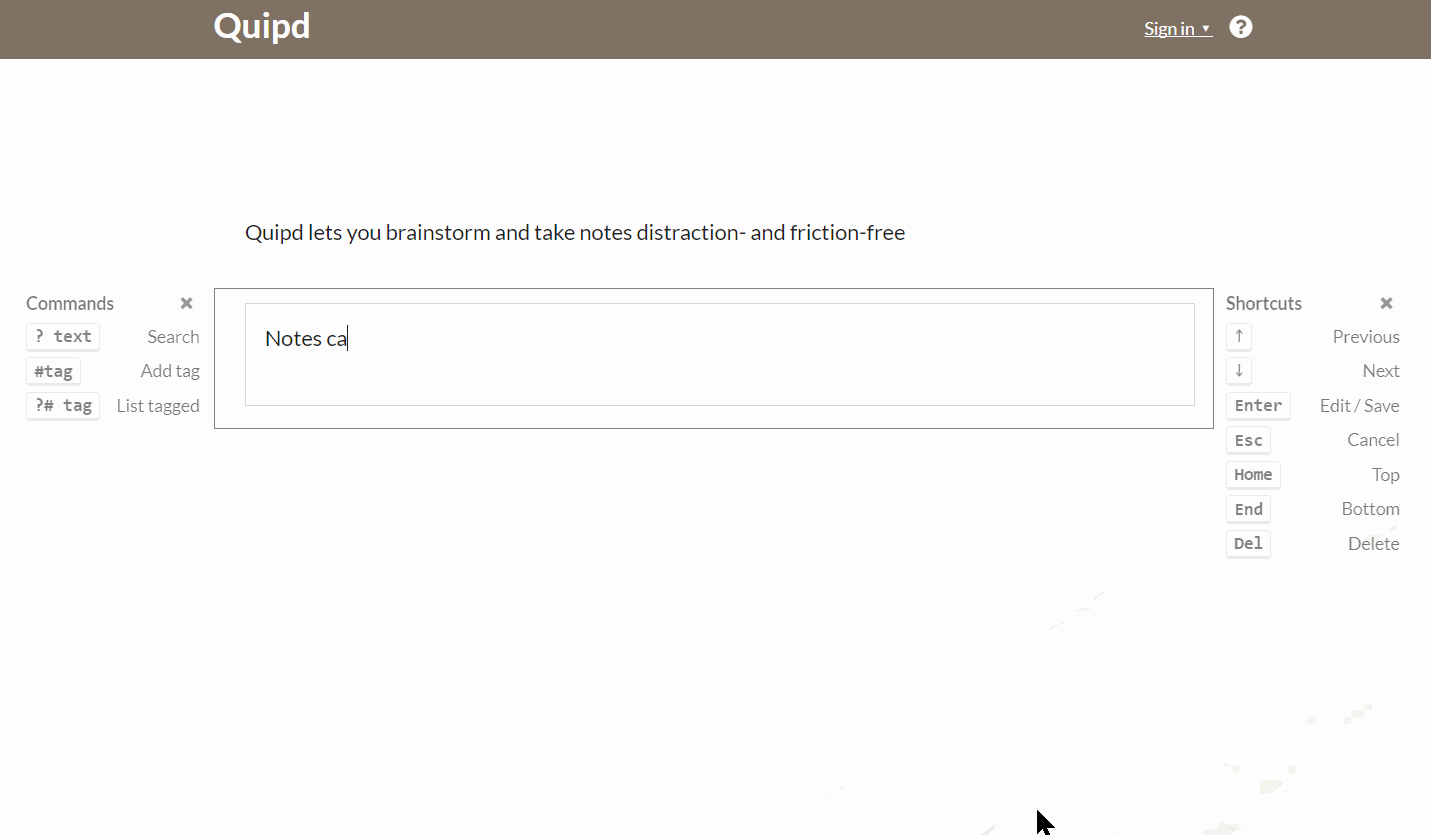 Quipd
Sign in ▾ ?
Quipd lets you brainstorm and take notes distraction- and friction-free
Commands ✖
? text Search
#tag Add tag
?# tag List tagged
Notes ca
Shortcuts ✖
↑ Previous
↓ Next
Enter Edit / Save
Esc Cancel
Home Top
End Bottom
Del Delete